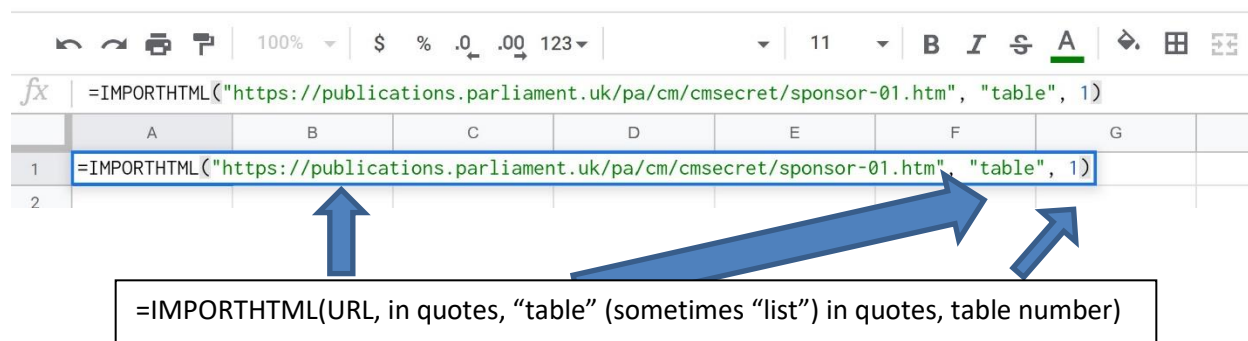 100% $ % .0 .00 123 11 B I S A
fx =IMPORTHTML("https://publications.parliament.uk/pa/cm/cmsecret/sponsor-01.htm", "table", 1)
A B C D E F G
1 =IMPORTHTML("https://publications.parliament.uk/pa/cm/cmsecret/sponsor-01.htm", "table", 1)
2
=IMPORTHTML(URL, in quotes, “table” (sometimes “list”) in quotes, table number)